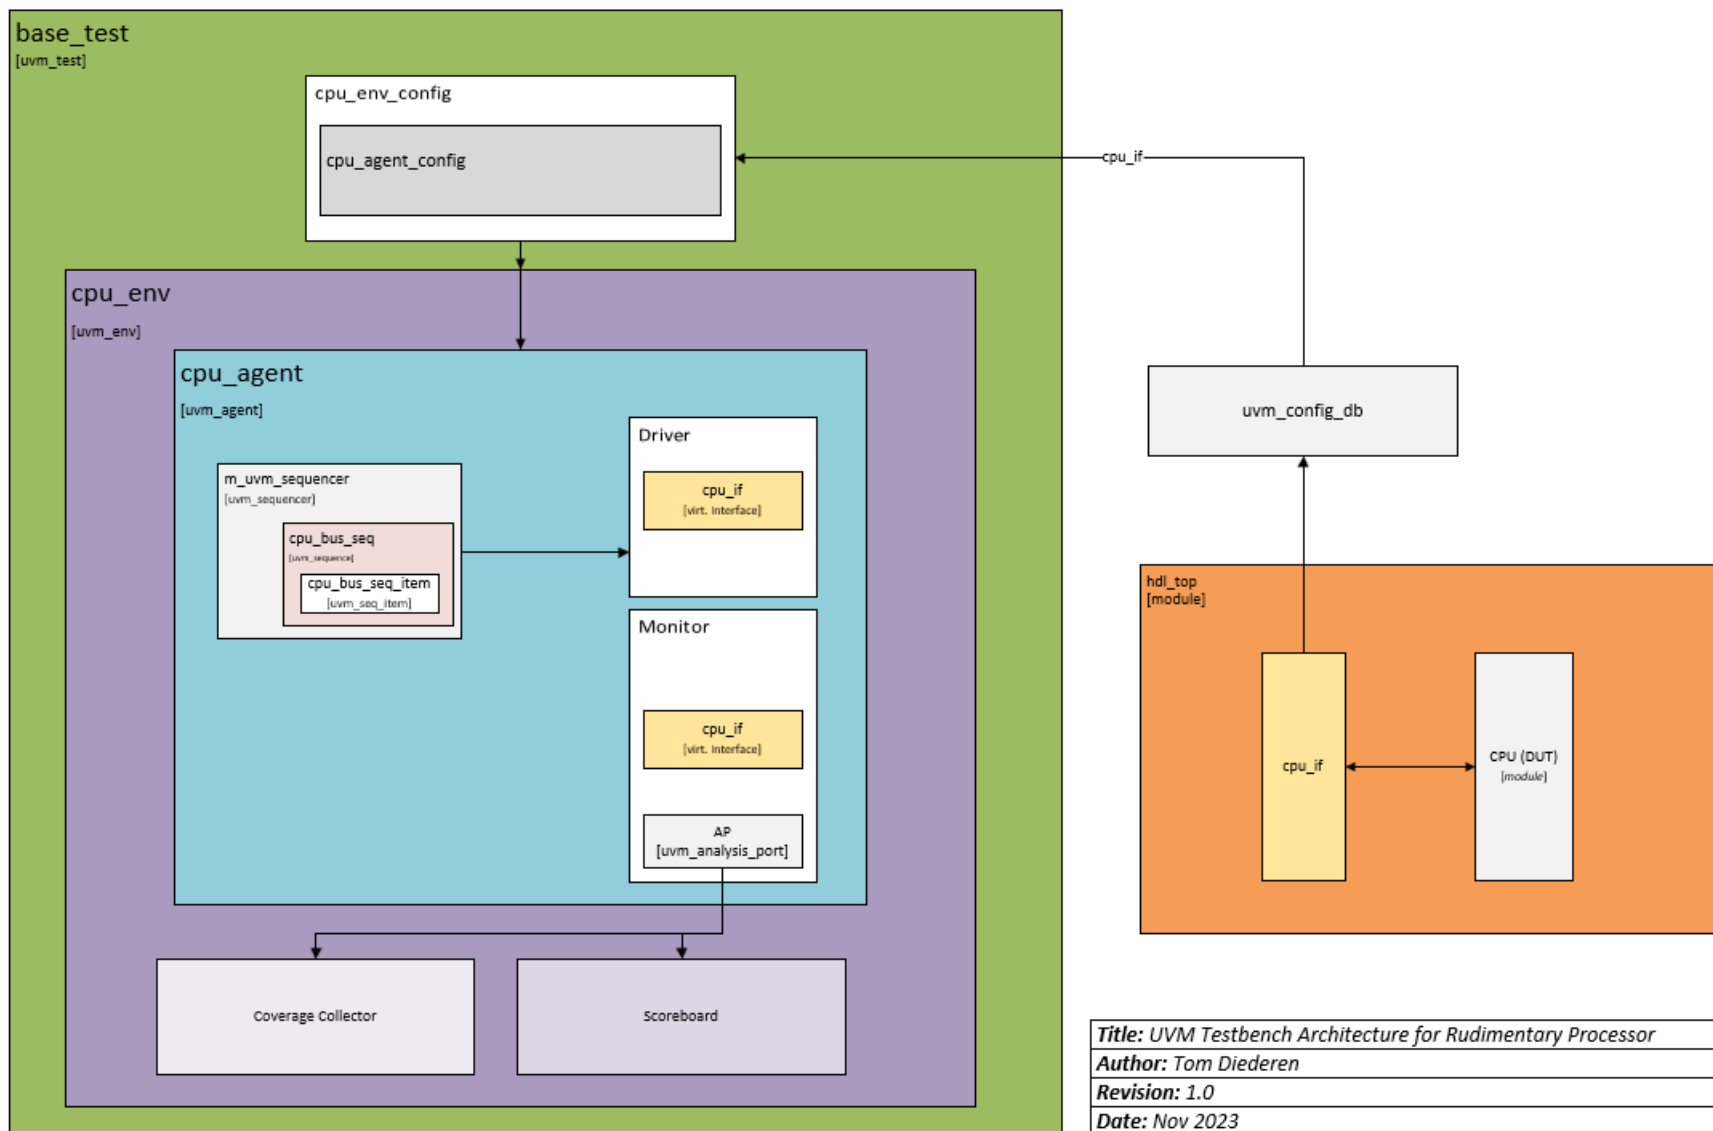 base_test
[uvm_test]
cpu_env_config
cpu_agent_config
cpu_if
cpu_env
[uvm_env]
cpu_agent
[uvm_agent]
uvm_config_db
Driver
cpu_if
[virt. Interface]
m_uvm_sequencer
[uvm_sequencer]
cpu_bus_seq
[uvm_sequence]
cpu_bus_seq_item
[uvm_seq_item]
Monitor
cpu_if
[virt. Interface]
AP
[uvm_analysis_port]
hdl_top
[module]
cpu_if
CPU (DUT)
[module]
Coverage Collector
Scoreboard
Title: UVM Testbench Architecture for Rudimentary Processor
Author: Tom Diederen
Revision: 1.0
Date: Nov 2023